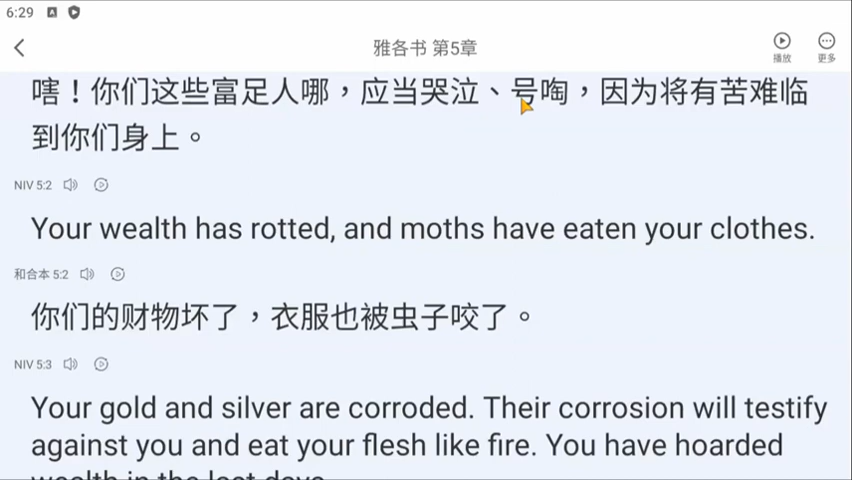 6:29
雅各书 第5章
播放
更多
嗐！你们这些富足人哪，应当哭泣、号啕，因为将有苦难临
到你们身上。
NIV 5:2
Your wealth has rotted, and moths have eaten your clothes.
和合本 5:2
你们的财物坏了，衣服也被虫子咬了。
NIV 5:3
Your gold and silver are corroded. Their corrosion will testify
against you and eat your flesh like fire. You have hoarded
wealth in the last days.